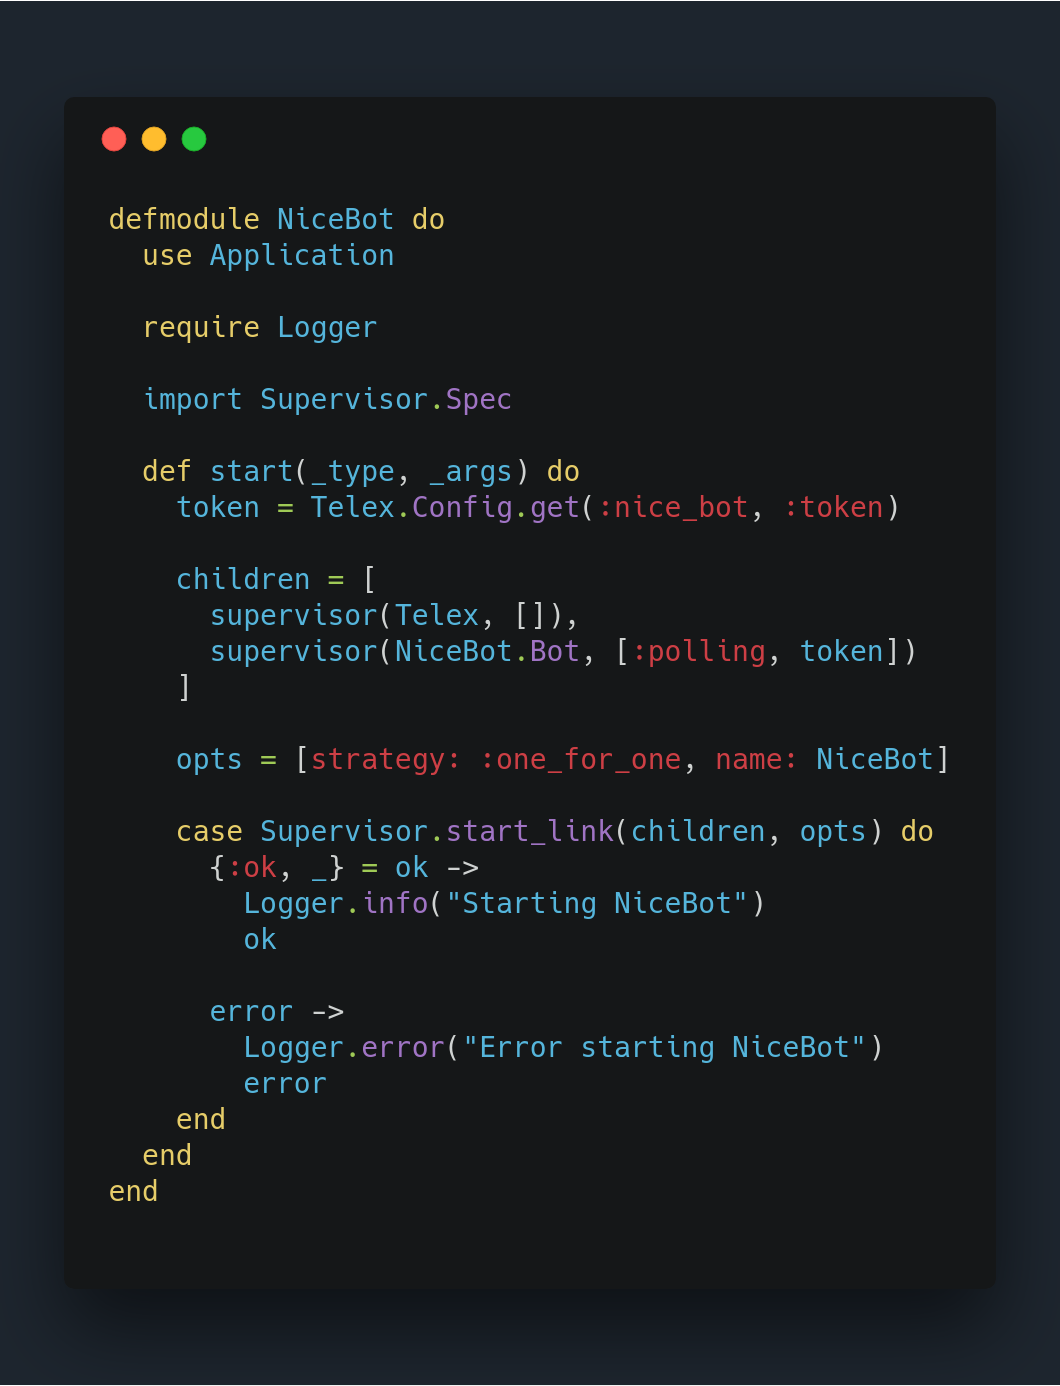 defmodule NiceBot do
  use Application

  require Logger

  import Supervisor.Spec

  def start(_type, _args) do
    token = Telex.Config.get(:nice_bot, :token)

    children = [
      supervisor(Telex, []),
      supervisor(NiceBot.Bot, [:polling, token])
    ]

    opts = [strategy: :one_for_one, name: NiceBot]

    case Supervisor.start_link(children, opts) do
      {:ok, _} = ok ->
        Logger.info("Starting NiceBot")
        ok

      error ->
        Logger.error("Error starting NiceBot")
        error
    end
  end
end